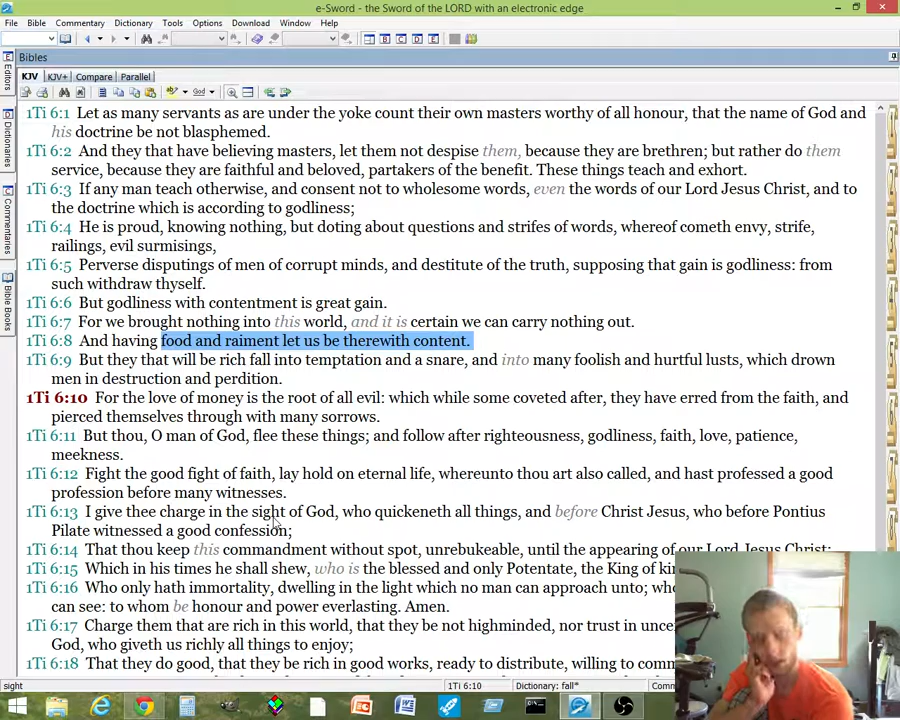 e-Sword - the Sword of the LORD with an electronic edge
File Bible Commentary Dictionary Tools Options Download Window Help
B C D E
Bibles
KJV KJV+ Compare Parallel
God
Editors
Dictionaries
Commentaries
Bible Books
1Ti 6:1 Let as many servants as are under the yoke count their own masters worthy of all honour, that the name of God and
his doctrine be not blasphemed.
1Ti 6:2 And they that have believing masters, let them not despise them, because they are brethren; but rather do them
service, because they are faithful and beloved, partakers of the benefit. These things teach and exhort.
1Ti 6:3 If any man teach otherwise, and consent not to wholesome words, even the words of our Lord Jesus Christ, and to
the doctrine which is according to godliness;
1Ti 6:4 He is proud, knowing nothing, but doting about questions and strifes of words, whereof cometh envy, strife,
railings, evil surmisings,
1Ti 6:5 Perverse disputings of men of corrupt minds, and destitute of the truth, supposing that gain is godliness: from
such withdraw thyself.
1Ti 6:6 But godliness with contentment is great gain.
1Ti 6:7 For we brought nothing into this world, and it is certain we can carry nothing out.
1Ti 6:8 And having food and raiment let us be therewith content.
1Ti 6:9 But they that will be rich fall into temptation and a snare, and into many foolish and hurtful lusts, which drown
men in destruction and perdition.
1Ti 6:10 For the love of money is the root of all evil: which while some coveted after, they have erred from the faith, and
pierced themselves through with many sorrows.
1Ti 6:11 But thou, O man of God, flee these things; and follow after righteousness, godliness, faith, love, patience,
meekness.
1Ti 6:12 Fight the good fight of faith, lay hold on eternal life, whereunto thou art also called, and hast professed a good
profession before many witnesses.
1Ti 6:13 I give thee charge in the sight of God, who quickeneth all things, and before Christ Jesus, who before Pontius
Pilate witnessed a good confession;
1Ti 6:14 That thou keep this commandment without spot, unrebukeable, until the appearing of our Lord Jesus Christ:
1Ti 6:15 Which in his times he shall shew, who is the blessed and only Potentate, the King of
1Ti 6:16 Who only hath immortality, dwelling in the light which no man can approach unto;
can see: to whom be honour and power everlasting. Amen.
1Ti 6:17 Charge them that are rich in this world, that they be not highminded, nor trust in
God, who giveth us richly all things to enjoy;
1Ti 6:18 That they do good, that they be rich in good works, ready to distribute, willing to
sight 1Ti 6:10 Dictionary: fall*